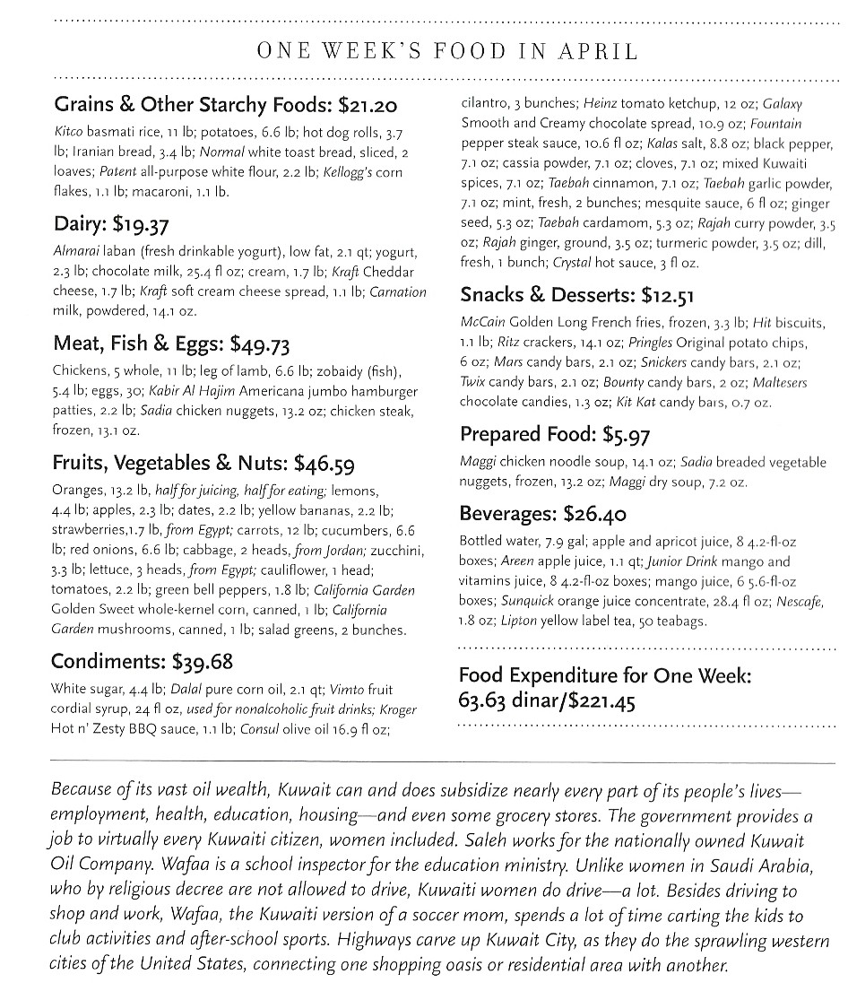 ONE WEEK'S FOOD IN APRIL
Grains & Other Starchy Foods: $21.20
Kitco basmati rice, 11 lb; potatoes, 6.6 lb; hot dog rolls, 3.7
lb; Iranian bread, 3.4 lb; Normal white toast bread, sliced, 2
loaves; Patent all-purpose white flour, 2.2 lb; Kellogg's corn
flakes, 1.1 lb; macaroni, 1.1 lb.
Dairy: $19.37
Almarai laban (fresh drinkable yogurt), low fat, 2.1 qt; yogurt,
2.3 lb; chocolate milk, 25.4 fl oz; cream, 1.7 lb; Kraft Cheddar
cheese, 1.7 lb; Kraft soft cream cheese spread, 1.1 lb; Carnation
milk, powdered, 14.1 oz.
Meat, Fish & Eggs: $49.73
Chickens, 5 whole, 11 lb; leg of lamb, 6.6 lb; zobaidy (fish),
5.4 lb; eggs, 30; Kabir Al Hajim Americana jumbo hamburger
patties, 2.2 lb; Sadia chicken nuggets, 13.2 oz; chicken steak,
frozen, 13.1 oz.
Fruits, Vegetables & Nuts: $46.59
Oranges, 13.2 lb, half for juicing, half for eating; lemons,
4.4 lb; apples, 2.3 lb; dates, 2.2 lb; yellow bananas, 2.2 lb;
strawberries,1.7 lb, from Egypt; carrots, 12 lb; cucumbers, 6.6
lb; red onions, 6.6 lb; cabbage, 2 heads, from Jordan; zucchini,
3.3 lb; lettuce, 3 heads, from Egypt; cauliflower, 1 head;
tomatoes, 2.2 lb; green bell peppers, 1.8 lb; California Garden
Golden Sweet whole-kernel corn, canned, 1 lb; California
Garden mushrooms, canned, 1 lb; salad greens, 2 bunches.
Condiments: $39.68
White sugar, 4.4 lb; Dalal pure corn oil, 2.1 qt; Vimto fruit
cordial syrup, 24 fl oz, used for nonalcoholic fruit drinks; Kroger
Hot n' Zesty BBQ sauce, 1.1 lb; Consul olive oil 16.9 fl oz;
cilantro, 3 bunches; Heinz tomato ketchup, 12 oz; Galaxy
Smooth and Creamy chocolate spread, 10.9 oz; Fountain
pepper steak sauce, 10.6 fl oz; Kalas salt, 8.8 oz; black pepper,
7.1 oz; cassia powder, 7.1 oz; cloves, 7.1 oz; mixed Kuwaiti
spices, 7.1 oz; Taebah cinnamon, 7.1 oz; Taebah garlic powder,
7.1 oz; mint, fresh, 2 bunches; mesquite sauce, 6 fl oz; ginger
seed, 5.3 oz; Taebah cardamom, 5.3 oz; Rajah curry powder, 3.5
oz; Rajah ginger, ground, 3.5 oz; turmeric powder, 3.5 oz; dill,
fresh, 1 bunch; Crystal hot sauce, 3 fl oz.
Snacks & Desserts: $12.51
McCain Golden Long French fries, frozen, 3.3 lb; Hit biscuits,
1.1 lb; Ritz crackers, 14.1 oz; Pringles Original potato chips,
6 oz; Mars candy bars, 2.1 oz; Snickers candy bars, 2.1 oz;
Twix candy bars, 2.1 oz; Bounty candy bars, 2 oz; Maltesers
chocolate candies, 1.3 oz; Kit Kat candy bars, 0.7 oz.
Prepared Food: $5.97
Maggi chicken noodle soup, 14.1 oz; Sadia breaded vegetable
nuggets, frozen, 13.2 oz; Maggi dry soup, 7.2 oz.
Beverages: $26.40
Bottled water, 7.9 gal; apple and apricot juice, 8 4.2-fl-oz
boxes; Areen apple juice, 1.1 qt; Junior Drink mango and
vitamins juice, 8 4.2-fl-oz boxes; mango juice, 6 5.6-fl-oz
boxes; Sunquick orange juice concentrate, 28.4 fl oz; Nescafe,
1.8 oz; Lipton yellow label tea, 50 teabags.
Food Expenditure for One Week:
63.63 dinar/$221.45
Because of its vast oil wealth, Kuwait can and does subsidize nearly every part of its people's lives—
employment, health, education, housing—and even some grocery stores. The government provides a
job to virtually every Kuwaiti citizen, women included. Saleh works for the nationally owned Kuwait
Oil Company. Wafaa is a school inspector for the education ministry. Unlike women in Saudi Arabia,
who by religious decree are not allowed to drive, Kuwaiti women do drive—a lot. Besides driving to
shop and work, Wafaa, the Kuwaiti version of a soccer mom, spends a lot of time carting the kids to
club activities and after-school sports. Highways carve up Kuwait City, as they do the sprawling western
cities of the United States, connecting one shopping oasis or residential area with another.